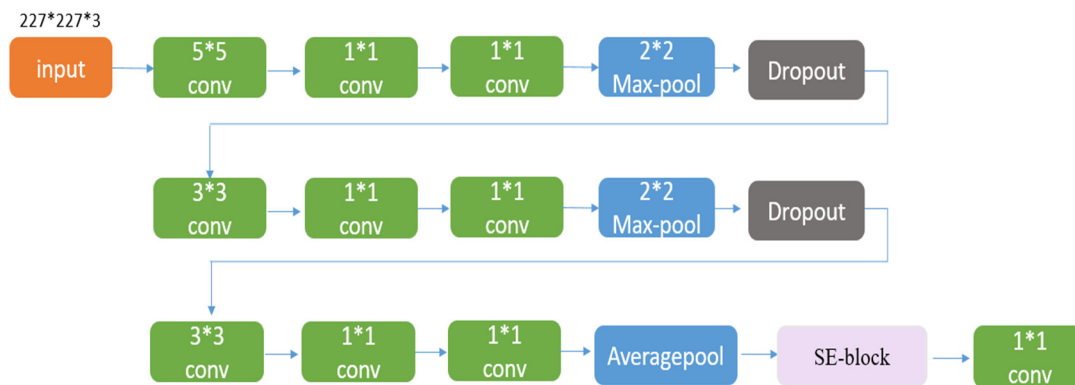 227*227*3
input
5*5
conv
1*1
conv
1*1
conv
2*2
Max-pool
Dropout
3*3
conv
1*1
conv
1*1
conv
2*2
Max-pool
Dropout
3*3
conv
1*1
conv
1*1
conv
Averagepool
SE-block
1*1
conv